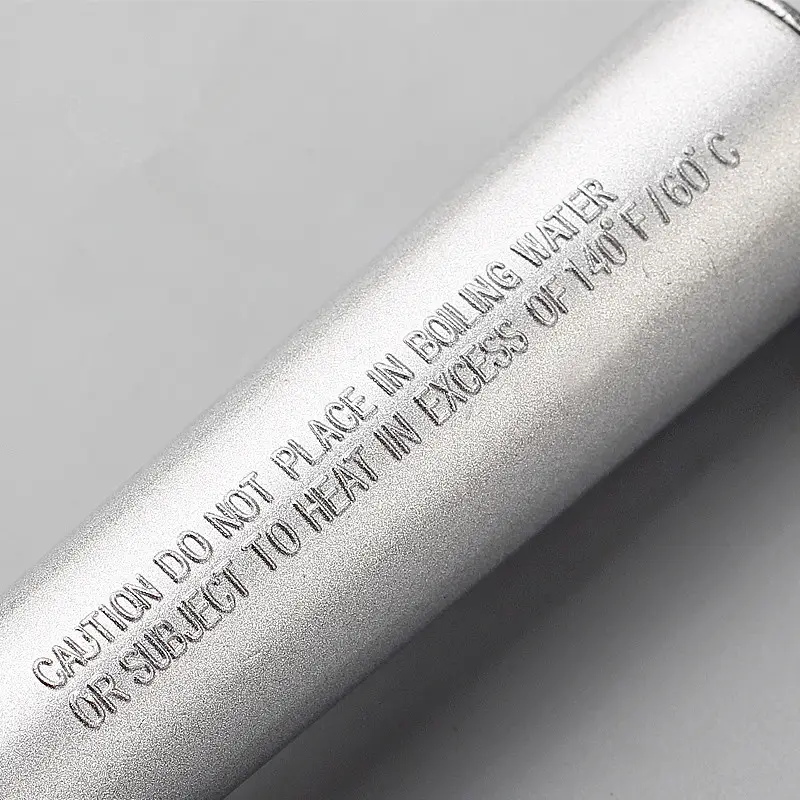 CAUTION DO NOT PLACE IN BOILING WATER
OR SUBJECT TO HEAT IN EXCESS OF 140° F / 60° C